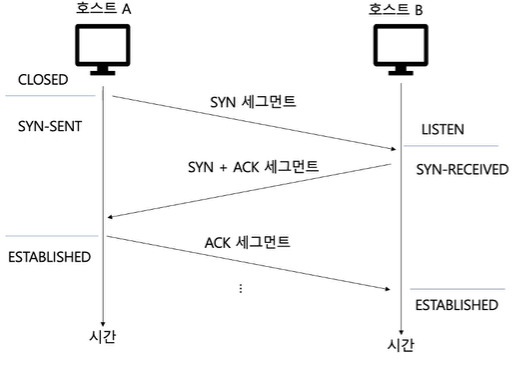 호스트 A
호스트 B
CLOSED
SYN 세그먼트
SYN-SENT
LISTEN
SYN + ACK 세그먼트
SYN-RECEIVED
ACK 세그먼트
ESTABLISHED
⋮
ESTABLISHED
시간
시간